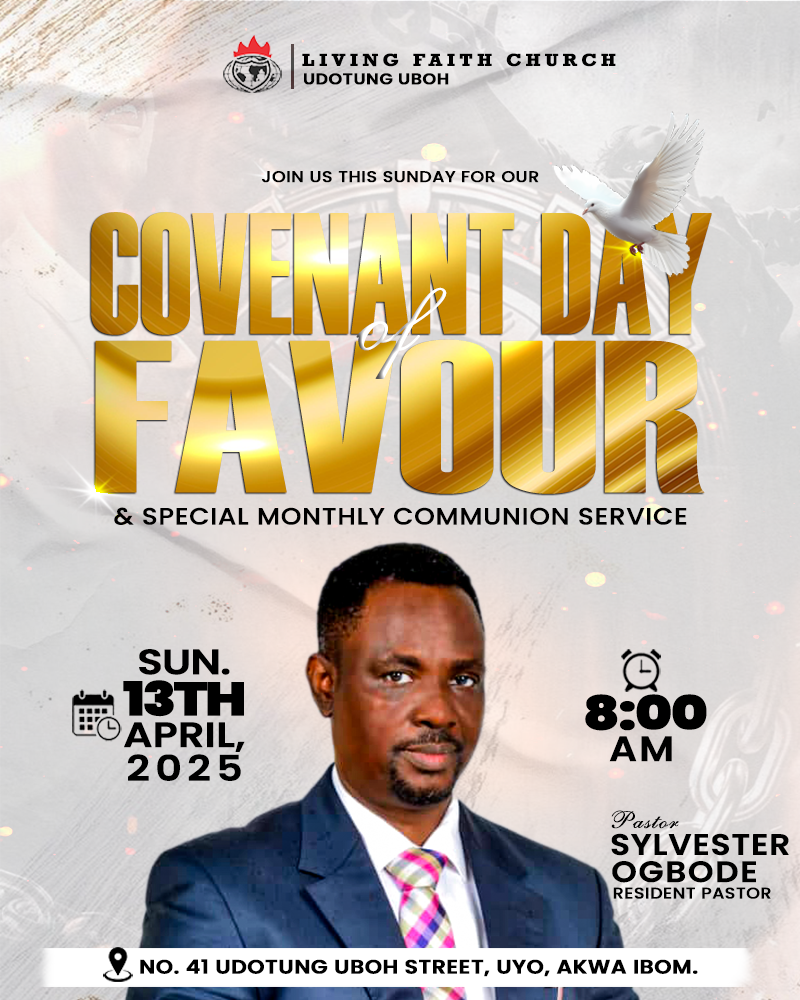 LIVING FAITH CHURCH
UDOTUNG UBOH
JOIN US THIS SUNDAY FOR OUR
COVENANT DAY
of
FAVOUR
& SPECIAL MONTHLY COMMUNION SERVICE
SUN.
13TH
APRIL,
2025
8:00
AM
Pastor
SYLVESTER
OGBODE
RESIDENT PASTOR
NO. 41 UDOTUNG UBOH STREET, UYO, AKWA IBOM.